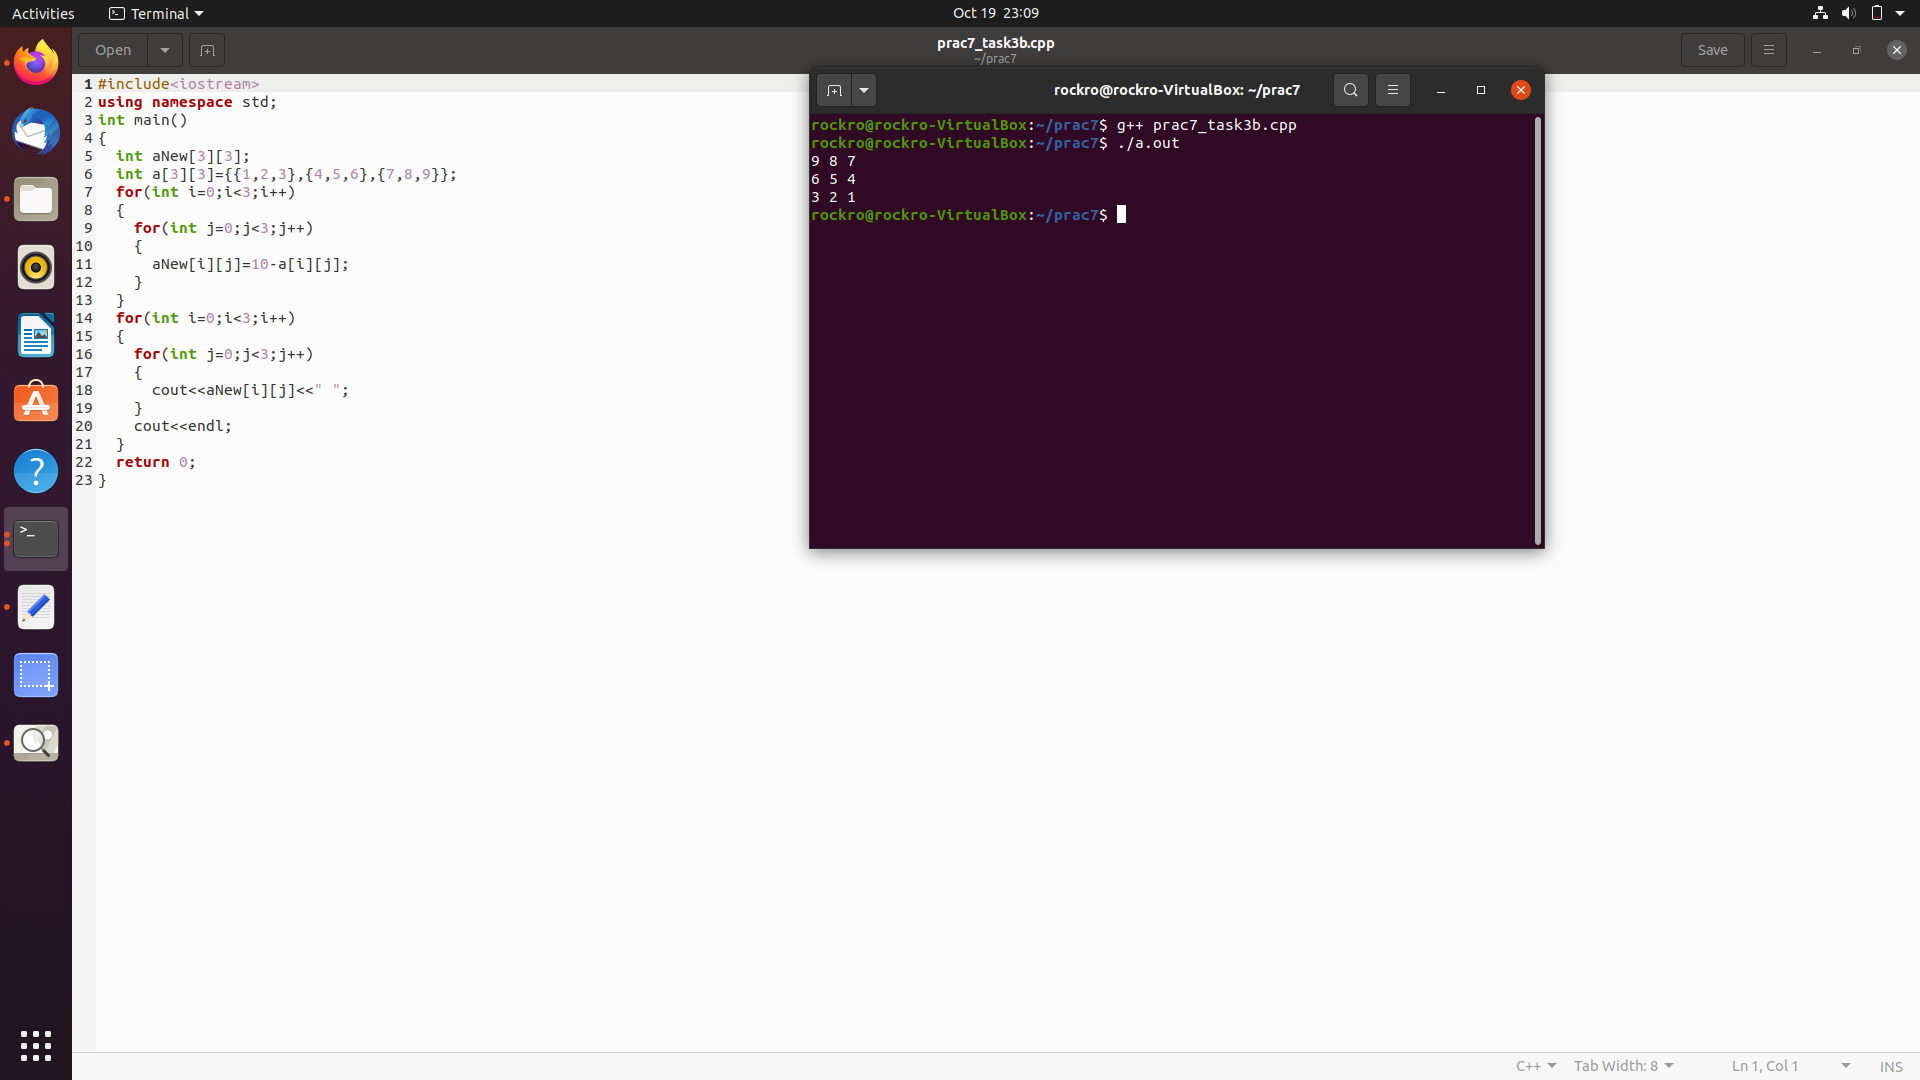 Activities
Terminal
Oct 19 23:09
Open
prac7_task3b.cpp
~/prac7
Save
1 #include<iostream>
2 using namespace std;
3 int main()
4 {
5   int aNew[3][3];
6   int a[3][3]={{1,2,3},{4,5,6},{7,8,9}};
7   for(int i=0;i<3;i++)
8   {
9     for(int j=0;j<3;j++)
10     {
11       aNew[i][j]=10-a[i][j];
12     }
13   }
14   for(int i=0;i<3;i++)
15   {
16     for(int j=0;j<3;j++)
17     {
18       cout<<aNew[i][j]<<" ";
19     }
20     cout<<endl;
21   }
22   return 0;
23 }
rockro@rockro-VirtualBox: ~/prac7
rockro@rockro-VirtualBox:~/prac7$ g++ prac7_task3b.cpp
rockro@rockro-VirtualBox:~/prac7$ ./a.out
9 8 7
6 5 4
3 2 1
rockro@rockro-VirtualBox:~/prac7$
C++
Tab Width: 8
Ln 1, Col 1
INS